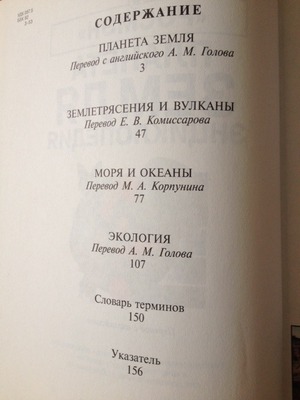 СОДЕРЖАНИЕ
ПЛАНЕТА ЗЕМЛЯ
Перевод с английского А. М. Голова
3
ЗЕМЛЕТРЯСЕНИЯ И ВУЛКАНЫ
Перевод Е. В. Комиссарова
47
МОРЯ И ОКЕАНЫ
Перевод М. А. Корпунина
77
ЭКОЛОГИЯ
Перевод А. М. Голова
107
Словарь терминов
150
Указатель
156